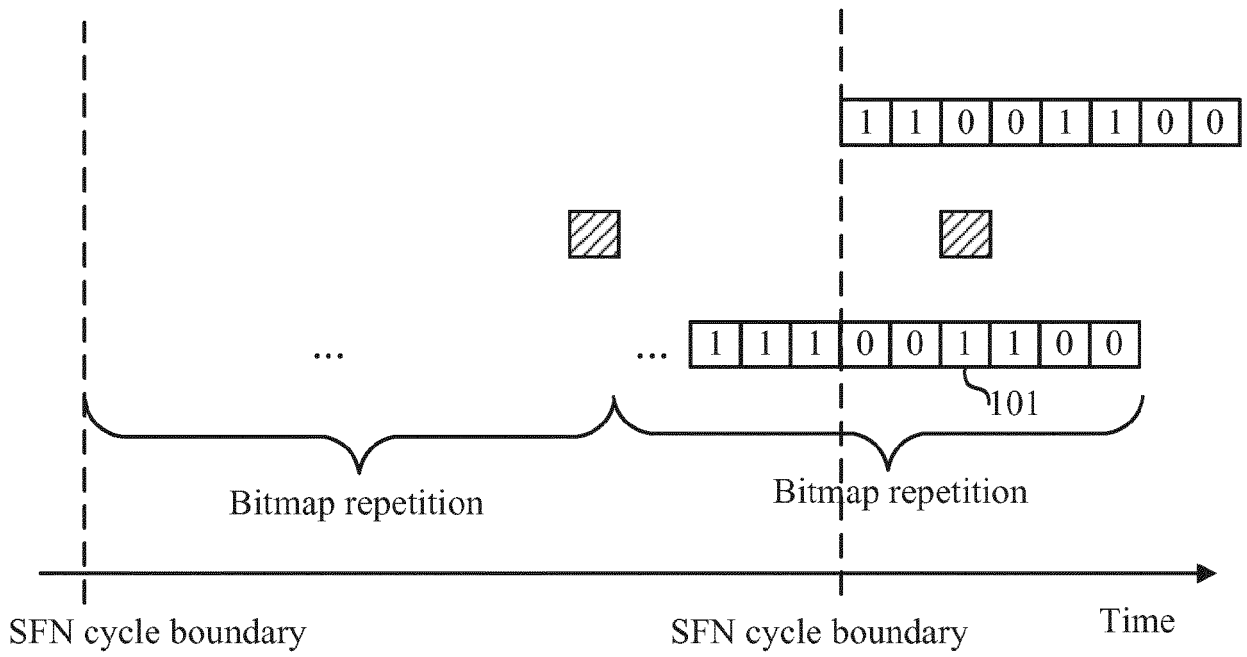 1 1 0 0 1 1 0 0
... ... 1 1 1 0 0 1 1 0 0
101
Bitmap repetition Bitmap repetition
SFN cycle boundary SFN cycle boundary Time